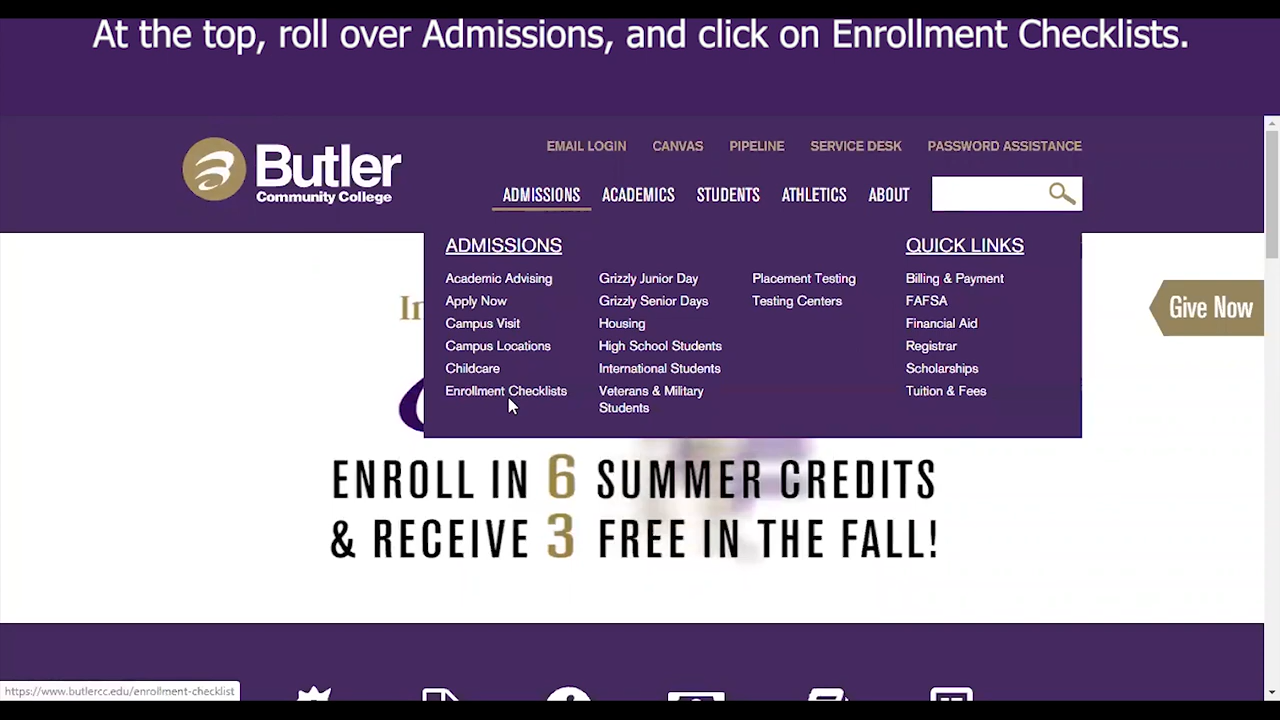 At the top, roll over Admissions, and click on Enrollment Checklists.
EMAIL LOGIN CANVAS PIPELINE SERVICE DESK PASSWORD ASSISTANCE
Butler
Community College
ADMISSIONS ACADEMICS STUDENTS ATHLETICS ABOUT
ADMISSIONS
Academic Advising
Apply Now
Campus Visit
Campus Locations
Childcare
Enrollment Checklists
Grizzly Junior Day
Grizzly Senior Days
Housing
High School Students
International Students
Veterans & Military
Students
Placement Testing
Testing Centers
QUICK LINKS
Billing & Payment
FAFSA
Financial Aid
Registrar
Scholarships
Tuition & Fees
Give Now
ENROLL IN 6 SUMMER CREDITS
& RECEIVE 3 FREE IN THE FALL!
https://www.butlercc.edu/enrollment-checklist